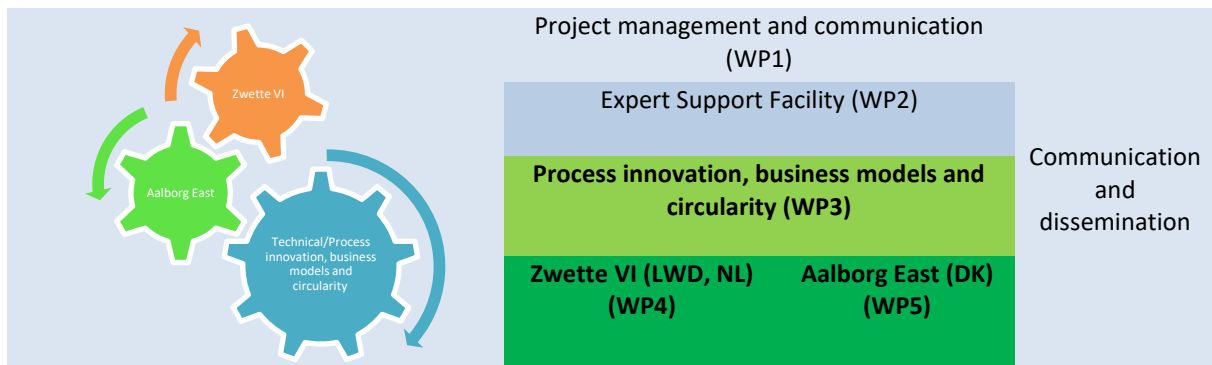 Zwette VI
Aalborg East
Technical/Process
innovation, business
models and
circularity
Project management and communication
(WP1)
Expert Support Facility (WP2)
Process innovation, business models and
circularity (WP3)
Zwette VI (LWD, NL)
(WP4)
Aalborg East (DK)
(WP5)
Communication
and
dissemination